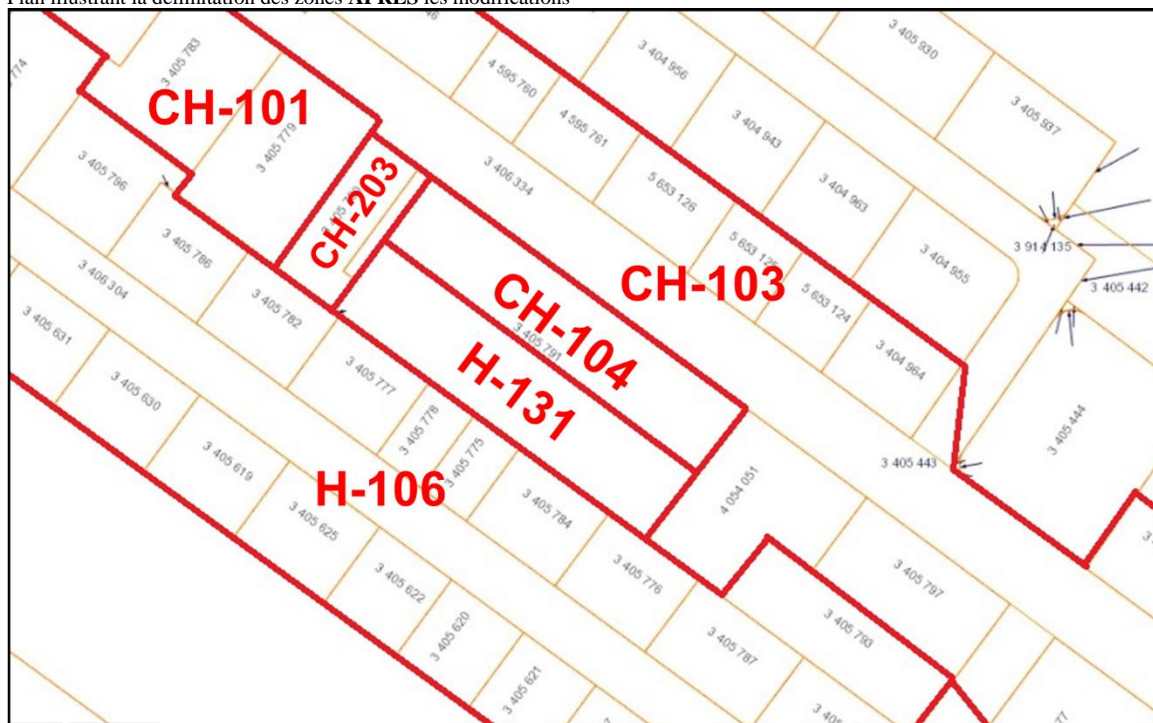 Plan illustrant la délimitation des zones APRÈS les modifications
3 405 930
3 405 783
3 404 956
4 595 760
3 405 937
CH-101
4 595 761
3 404 943
3 405 779
3 405 796
3 406 334
5 653 126
3 404 963
CH-203
3 405 786
3 914 135
3 404 955
3 406 304
CH-103
3 405 442
3 405 782
5 653 124
CH-104
3 405 631
3 405 791
3 404 964
3 405 777
H-131
3 405 630
3 405 778
3 405 444
3 405 775
3 405 443
3 405 619
H-106
4 054 051
3 405 784
3 405 625
3 405 776
3 405 797
3 405 622
3 405 793
3 405 620
3 405 787
3 405 621